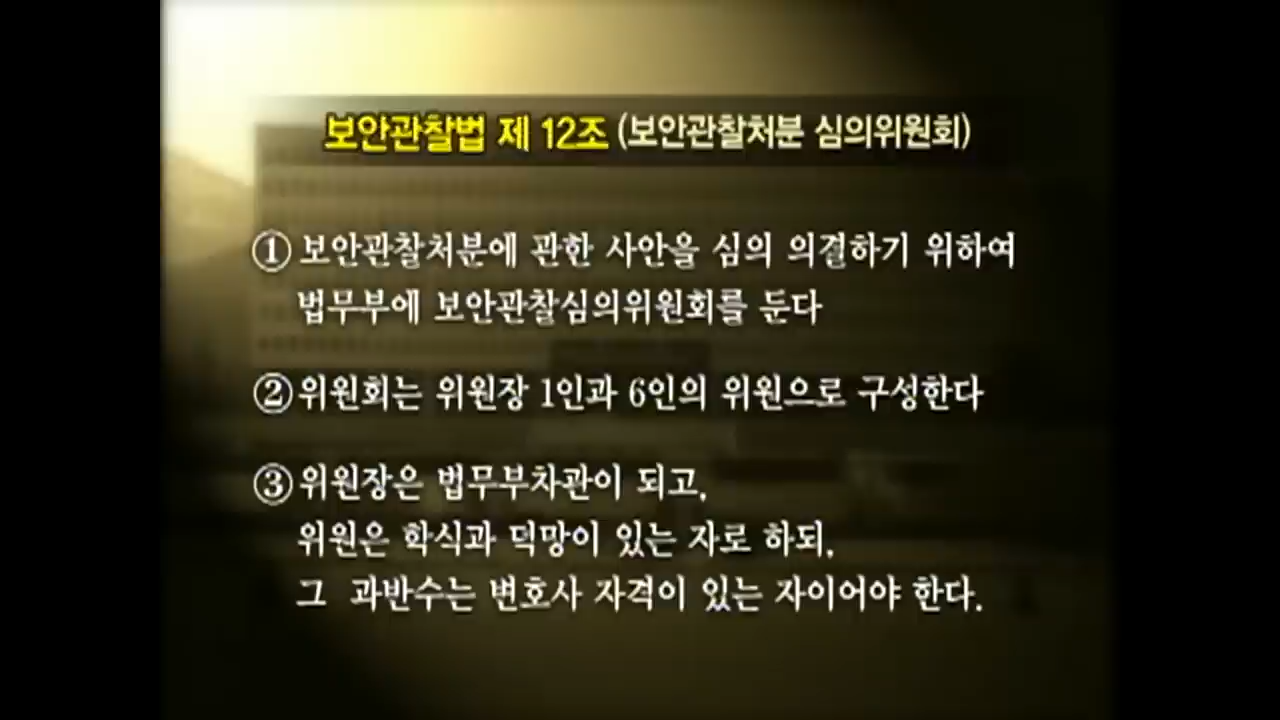 보안관찰법 제 12조 (보안관찰처분 심의위원회)
① 보안관찰처분에 관한 사안을 심의 의결하기 위하여
법무부에 보안관찰심의위원회를 둔다
② 위원회는 위원장 1인과 6인의 위원으로 구성한다
③ 위원장은 법무부차관이 되고,
위원은 학식과 덕망이 있는 자로 하되,
그 과반수는 변호사 자격이 있는 자이어야 한다.